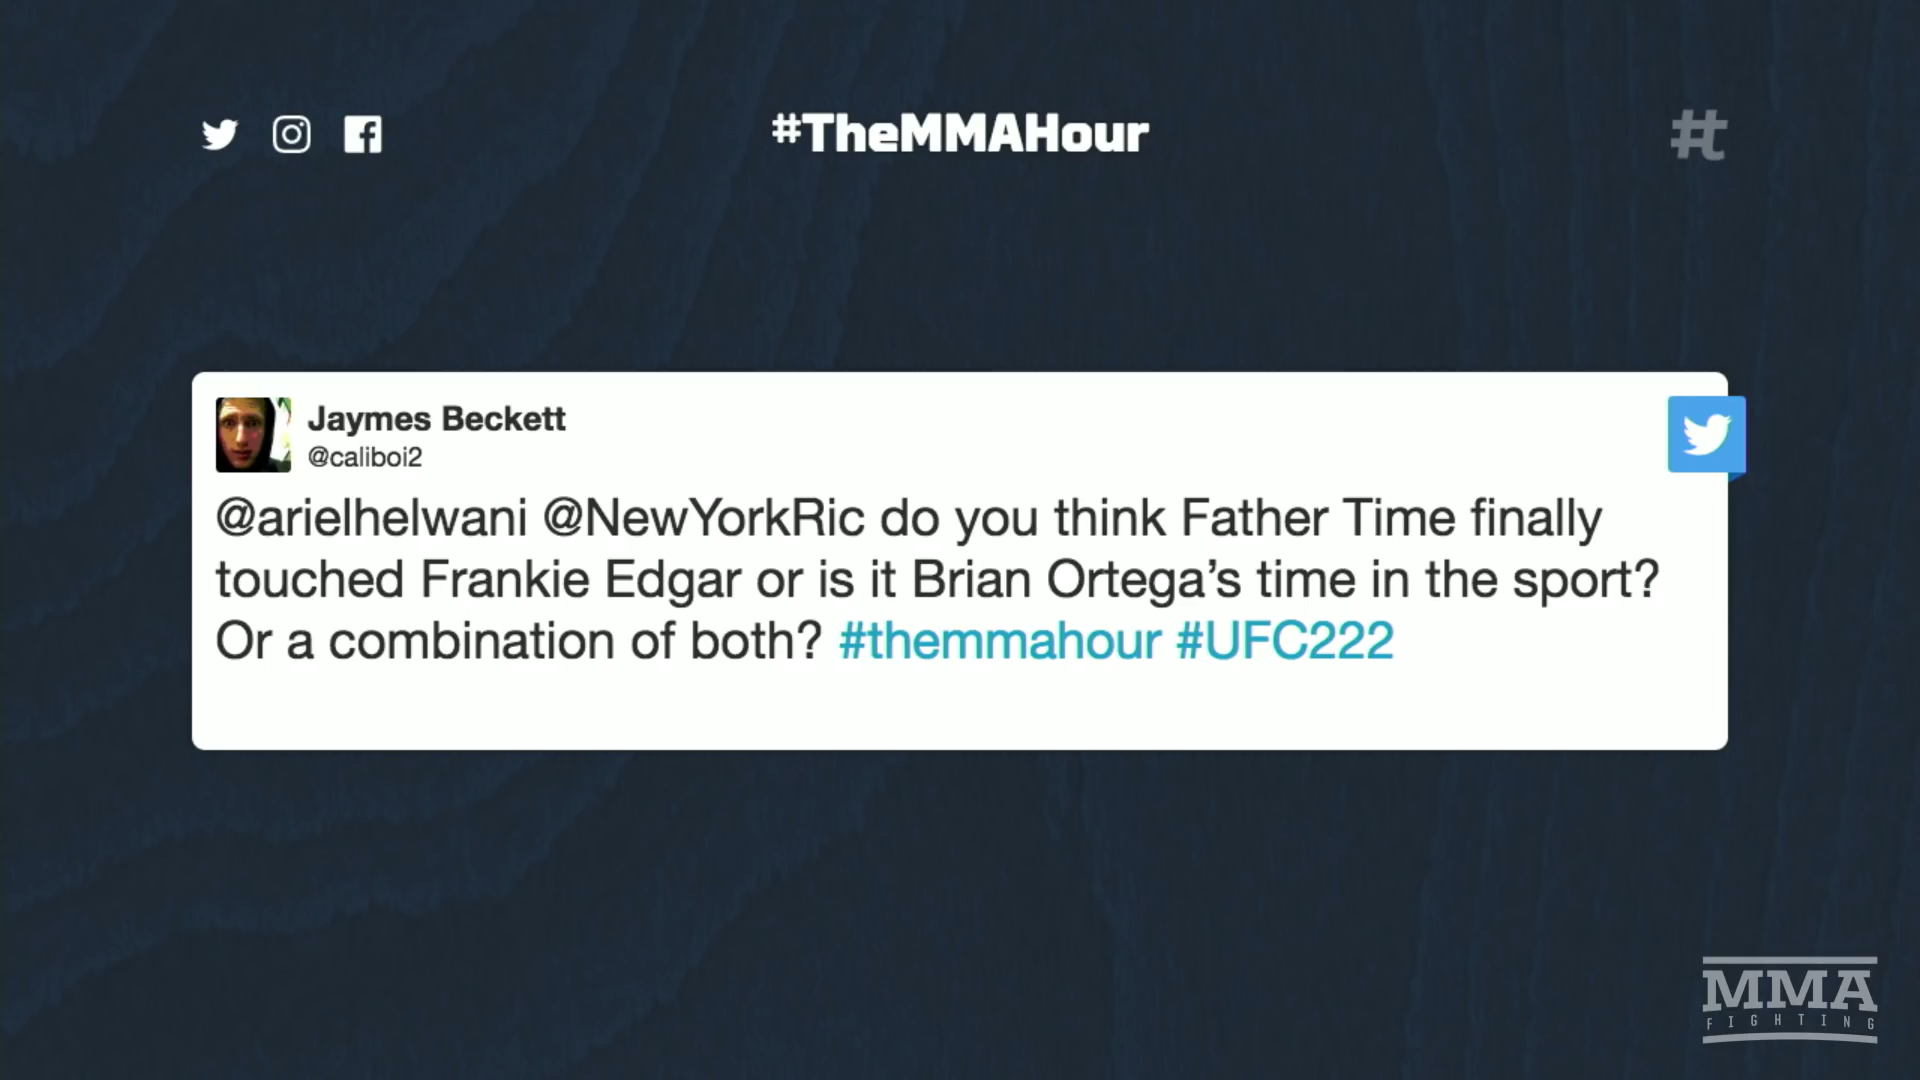 #TheMMAHour
Jaymes Beckett
@caliboi2
@arielhelwani @NewYorkRic do you think Father Time finally
touched Frankie Edgar or is it Brian Ortega’s time in the sport?
Or a combination of both? #themmahour #UFC222
MMA
FIGHTING